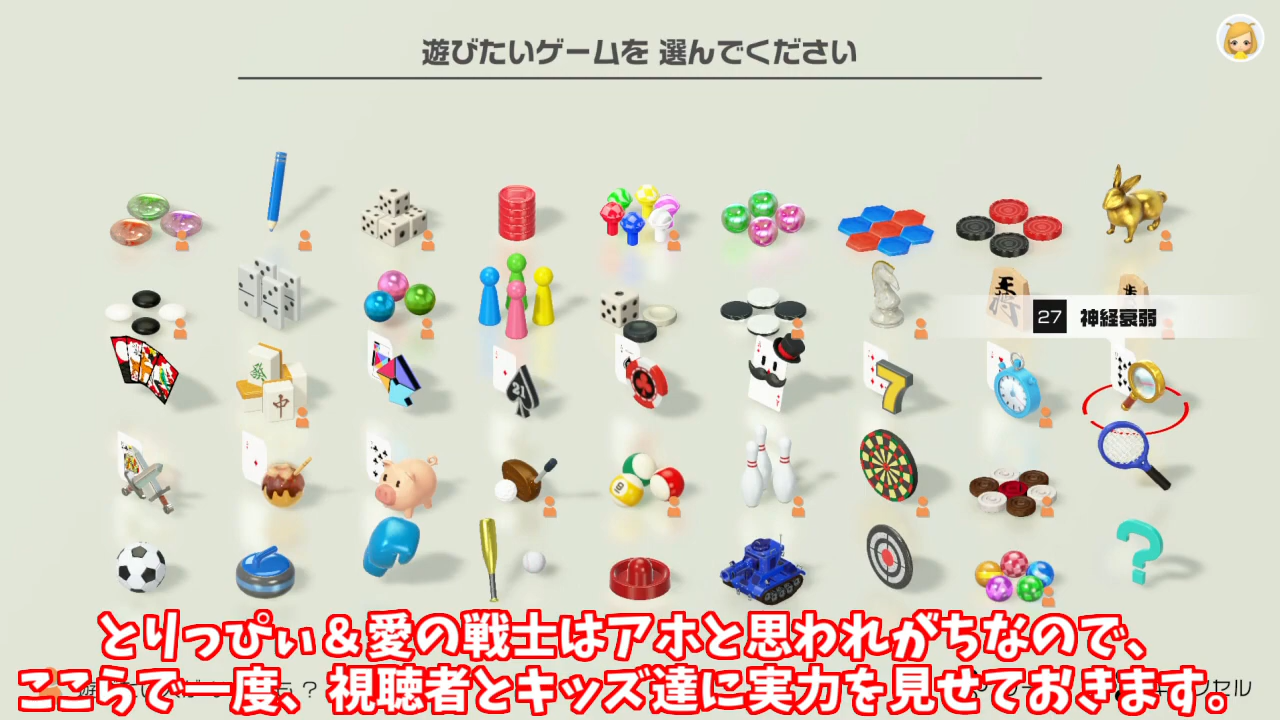 遊びたいゲームを 選んでください
27 神経衰弱
とりっぴぃ＆愛の戦士はアホと思われがちなので、
ここらで一度、視聴者とキッズ達に実力を見せておきます。